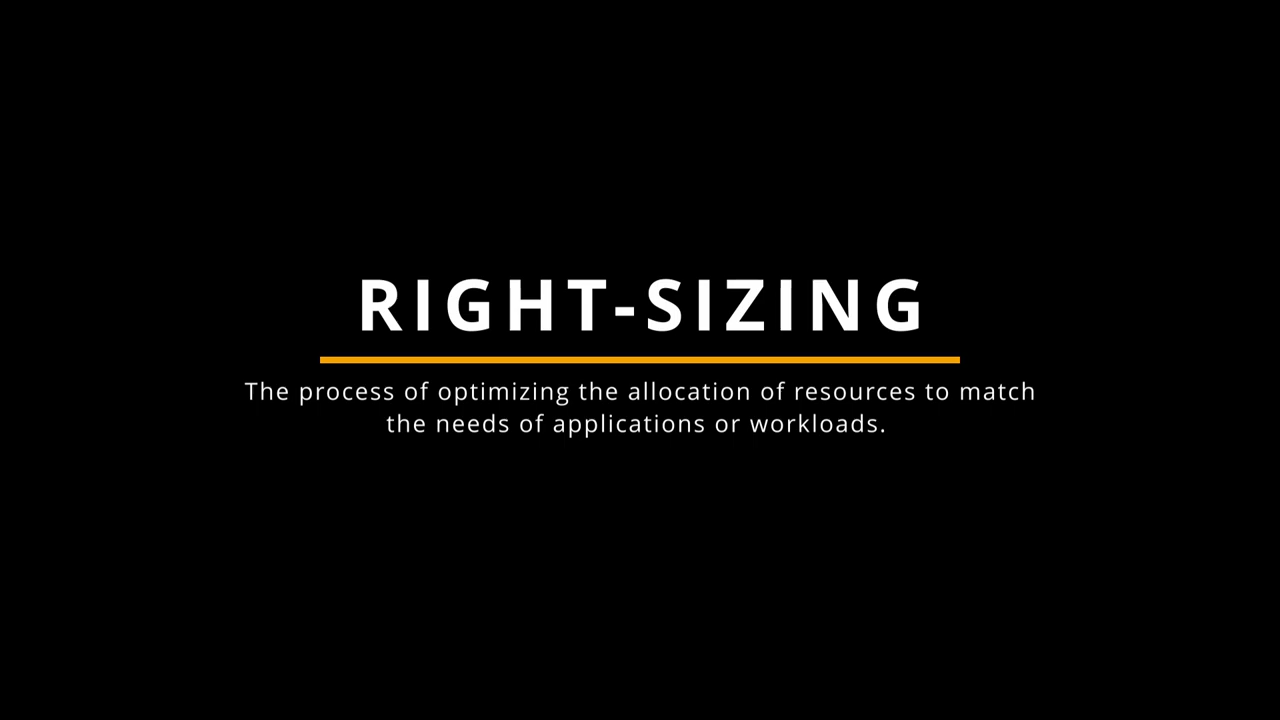 RIGHT-SIZING
The process of optimizing the allocation of resources to match
the needs of applications or workloads.